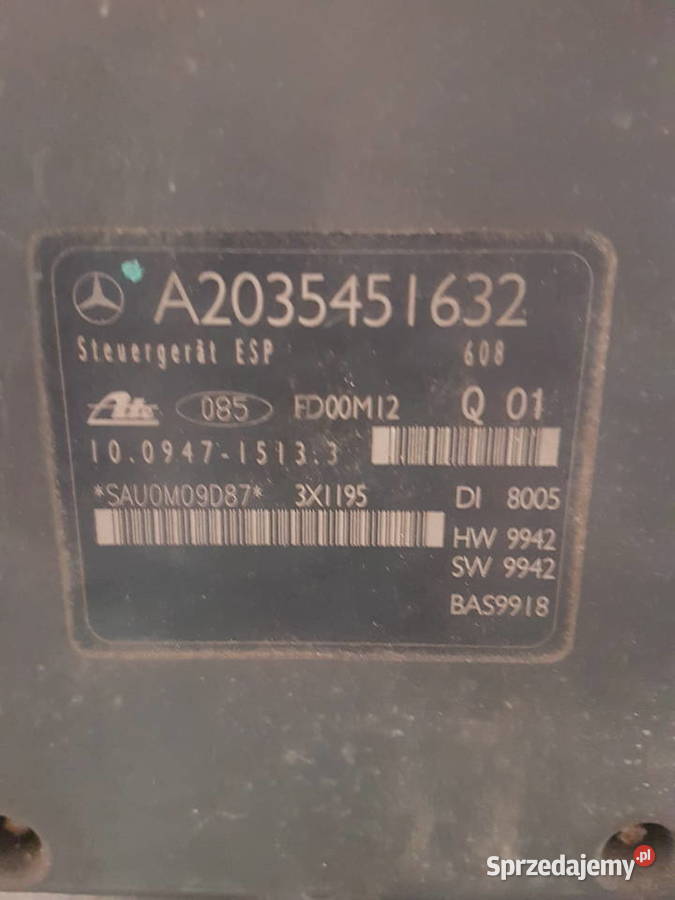 A2035451632
Steuergerät ESP 608
Ate 085 FD00M12 Q 01
10.0947-1513.3
*SAU0M09D87* 3X1195 DI 8005
HW 9942
SW 9942
BAS9918
Sprzedajemy.pl